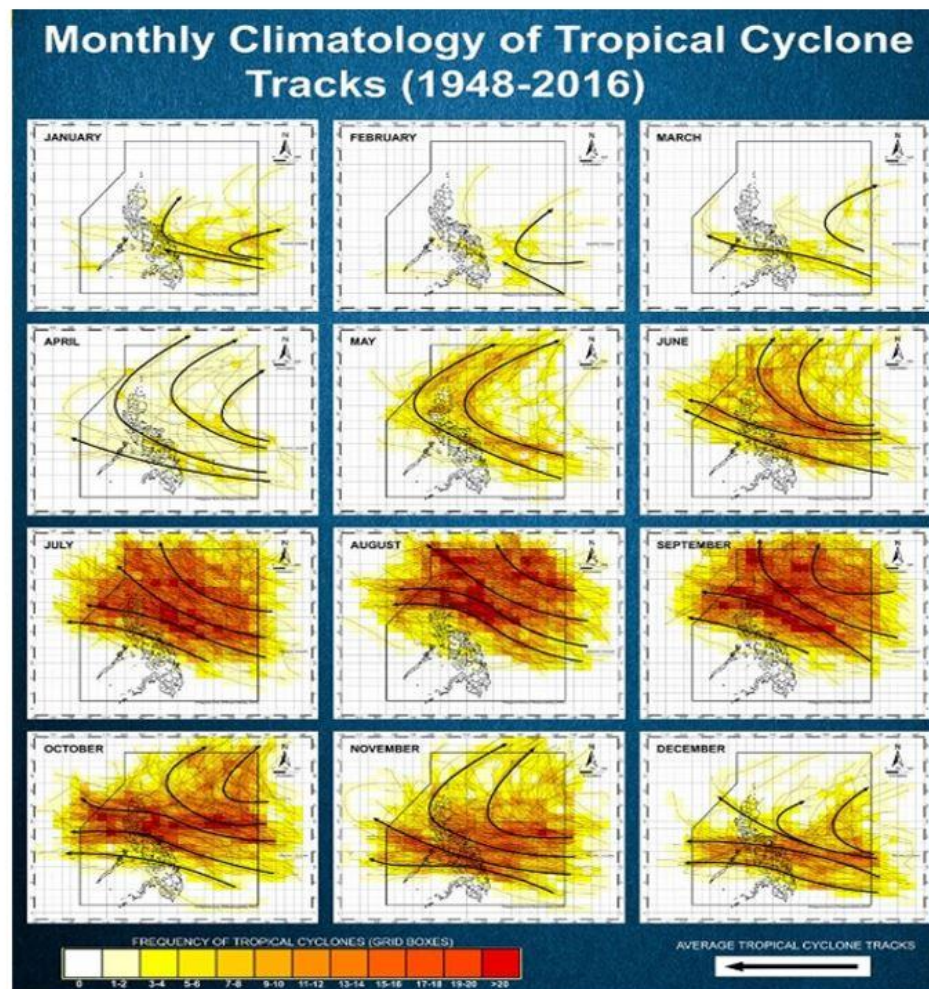 Monthly Climatology of Tropical Cyclone
Tracks (1948-2016)
JANUARY
N
FEBRUARY
N
MARCH
N
APRIL
N
MAY
N
JUNE
N
JULY
N
AUGUST
N
SEPTEMBER
N
OCTOBER
N
NOVEMBER
N
DECEMBER
N
FREQUENCY OF TROPICAL CYCLONES (GRID BOXES)
0 1-2 3-4 5-6 7-8 9-10 11-12 13-14 15-16 17-18 19-20 >20
AVERAGE TROPICAL CYCLONE TRACKS